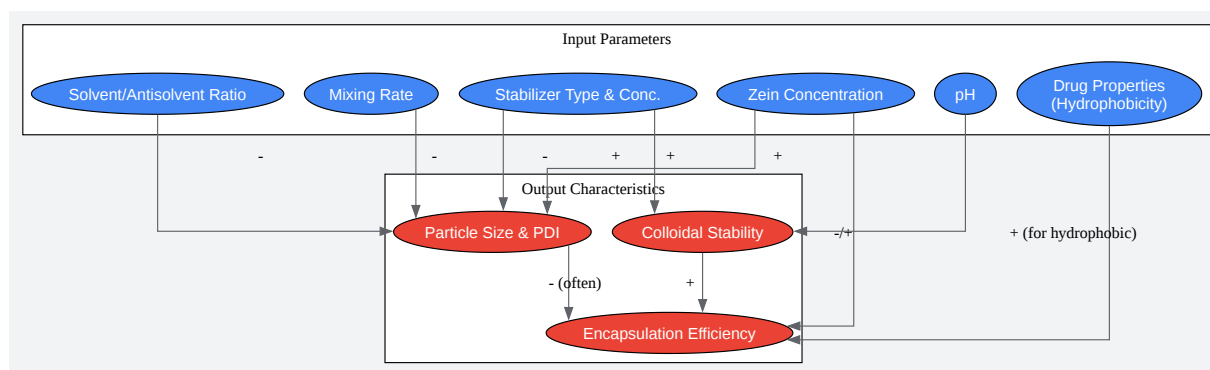 Input Parameters
Solvent/Antisolvent Ratio
Mixing Rate
Stabilizer Type & Conc.
Zein Concentration
pH
Drug Properties
(Hydrophobicity)
-
-
-
+
+
+
Output Characteristics
Particle Size & PDI
Colloidal Stability
-/+
+ (for hydrophobic)
- (often)
+
Encapsulation Efficiency